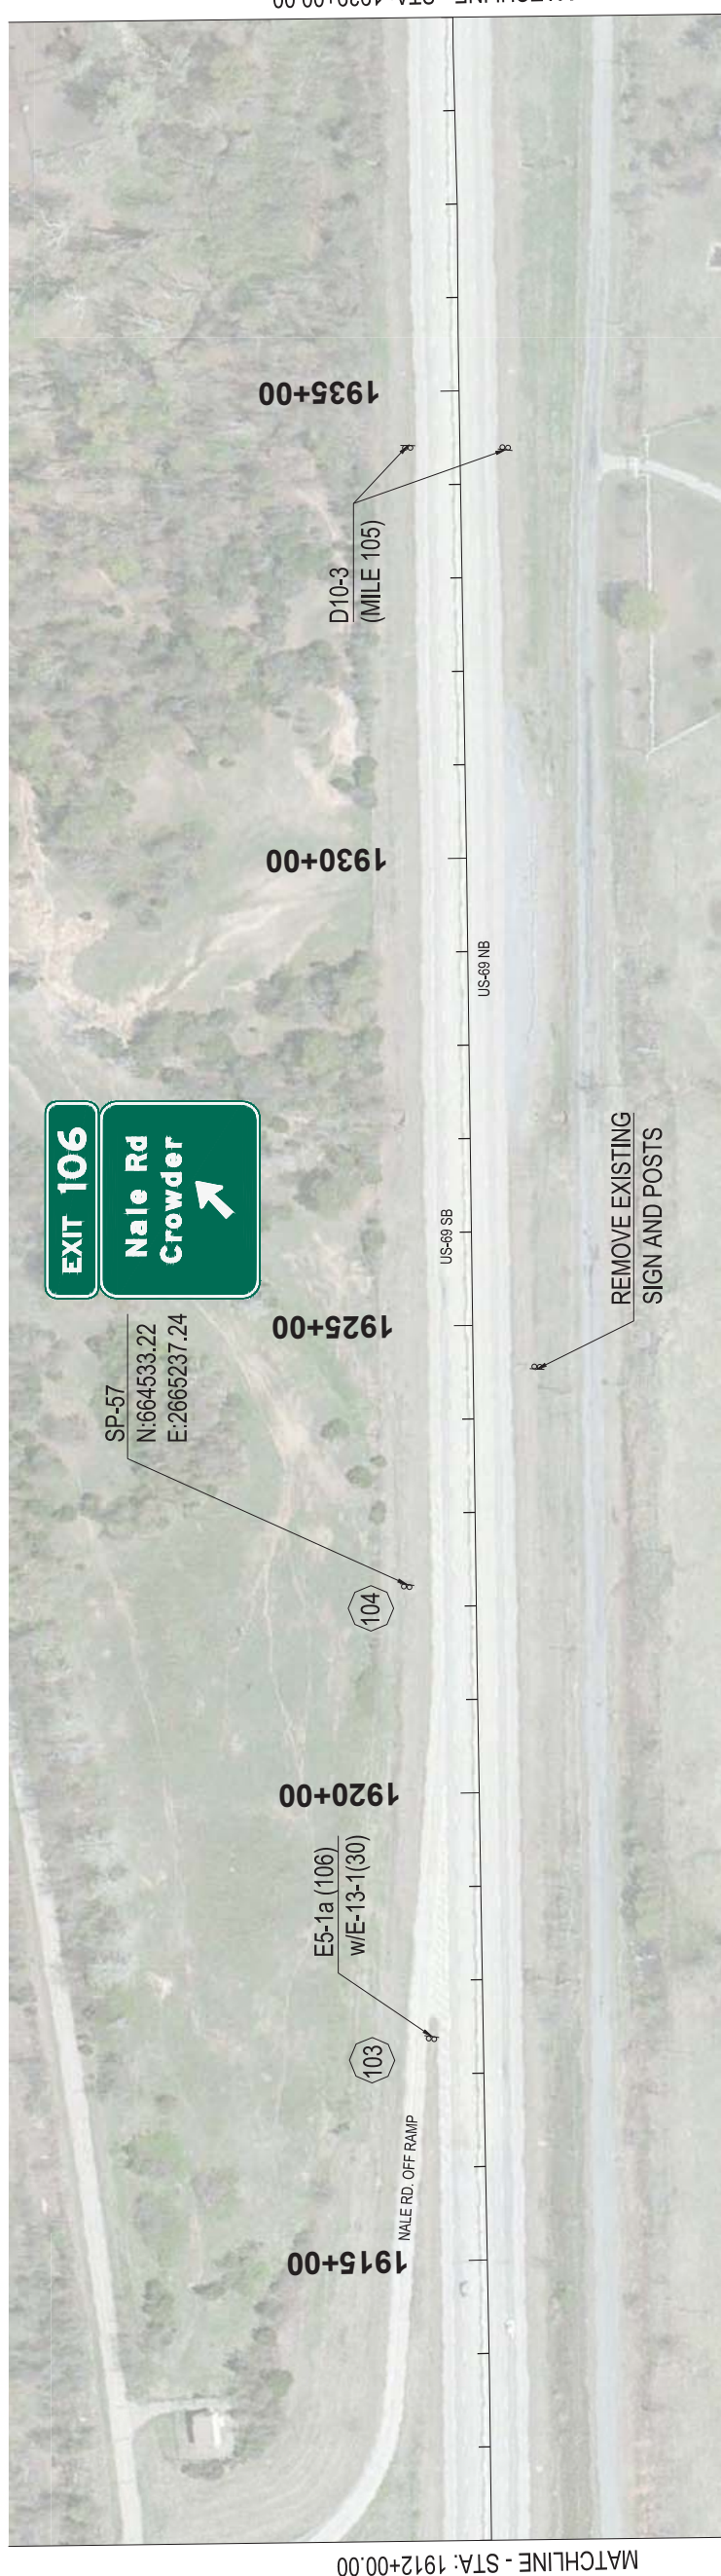 1935+00
D10-3
(MILE 105)
1930+00
US-69 NB
EXIT 106
Nale Rd
Crowder
US-69 SB
REMOVE EXISTING
SIGN AND POSTS
1925+00
SP-57
N:664533.22
E:2665237.24
104
1920+00
E5-1a (106)
w/E-13-1(30)
103
NALE RD. OFF RAMP
1915+00
MATCHLINE - STA: 1912+00.00